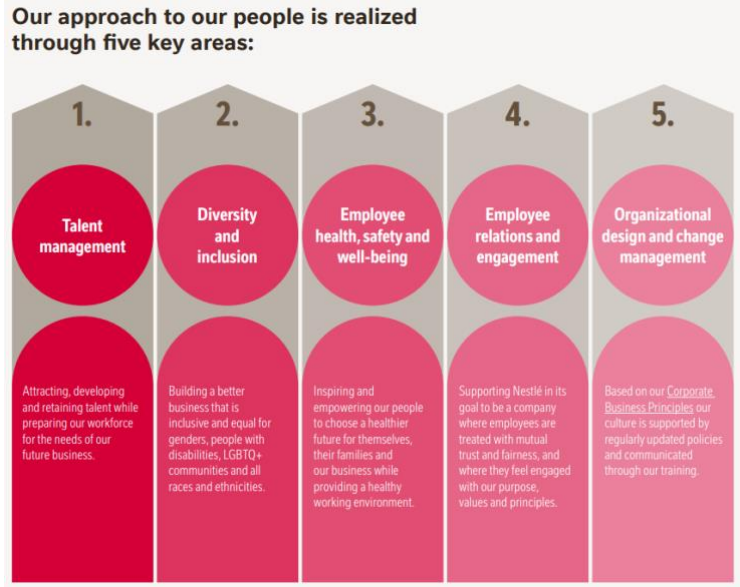 Our approach to our people is realized
through five key areas:
1.
Talent
management
Attracting, developing
and retaining talent while
preparing our workforce
for the needs of our
future business.
2.
Diversity
and
inclusion
Building a better
business that is
inclusive and equal for
genders, people with
disabilities, LGBTQ+
communities and all
races and ethnicities.
3.
Employee
health, safety and
well-being
Inspiring and
empowering our people
to choose a healthier
future for themselves,
their families and
our business while
providing a healthy
working environment.
4.
Employee
relations and
engagement
Supporting Nestlé in its
goal to be a company
where employees are
treated with mutual
trust and fairness, and
where they feel engaged
with our purpose,
values and principles.
5.
Organizational
design and change
management
Based on our Corporate
Business Principles our
culture is supported by
regularly updated policies
and communicated
through our training.